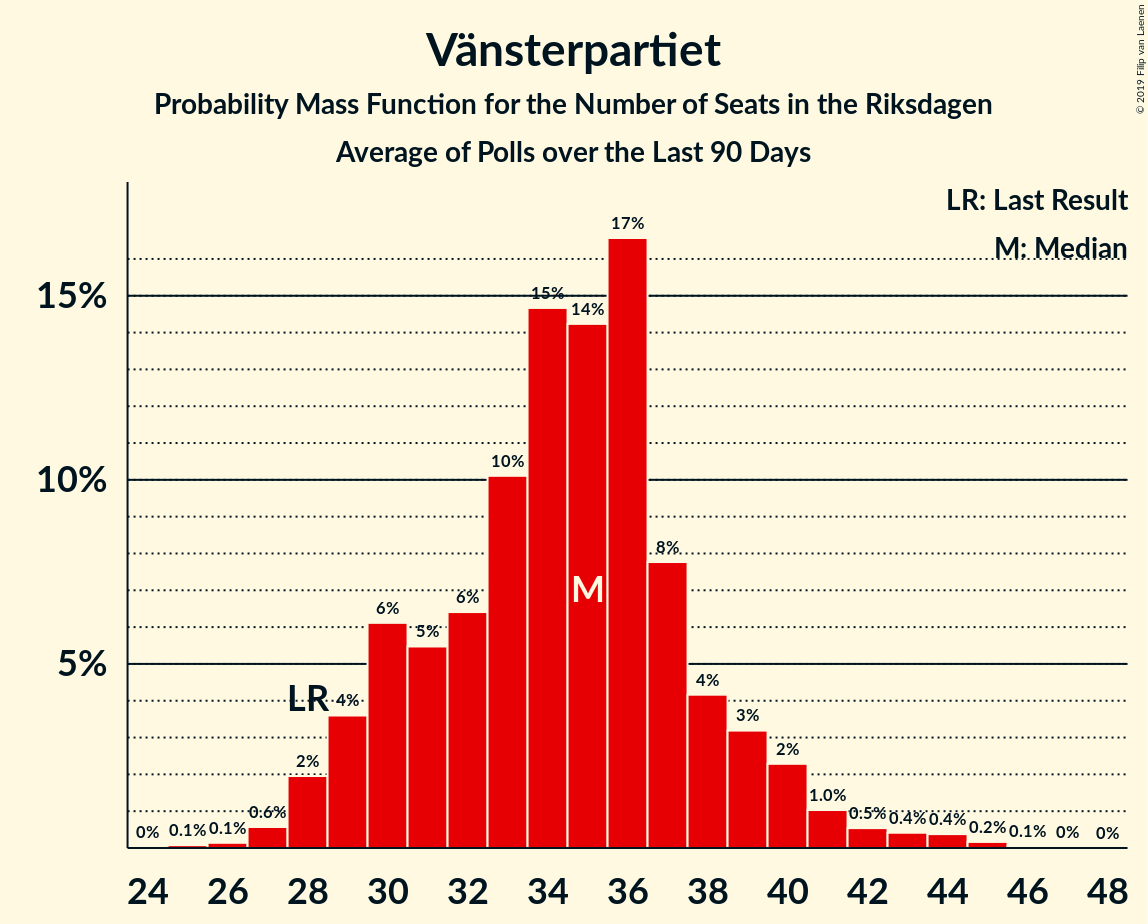 Vänsterpartiet
Probability Mass Function for the Number of Seats in the Riksdagen
Average of Polls over the Last 90 Days
© 2019 Filip van Laenen
LR: Last Result
M: Median
17%
15%
15%
14%
10%
10%
8%
M
6%
6%
5%
5%
LR
4%
4%
3%
2%
2%
1.0%
0% 0.1% 0.1% 0.6% 0.5% 0.4% 0.4% 0.2% 0.1% 0% 0%
24 26 28 30 32 34 36 38 40 42 44 46 48